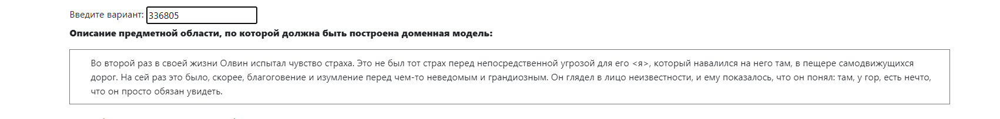 Введите вариант: 336805
Описание предметной области, по которой должна быть построена доменная модель:
Во второй раз в своей жизни Олвин испытал чувство страха. Это не был тот страх перед непосредственной угрозой для его <я>, который навалился на него там, в пещере самодвижущихся
дорог. На сей раз это было, скорее, благоговение и изумление перед чем-то неведомым и грандиозным. Он глядел в лицо неизвестности, и ему показалось, что он понял: там, у гор, есть нечто,
что он просто обязан увидеть.